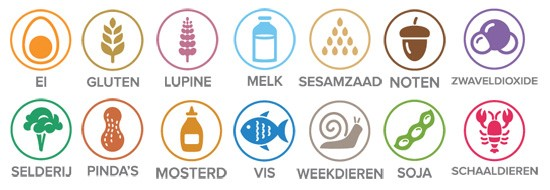 EI GLUTEN LUPINE MELK SESAMZAAD NOTEN ZWAVELDIOXIDE
SELDERIJ PINDA'S MOSTERD VIS WEEKDIEREN SOJA SCHAALDIEREN